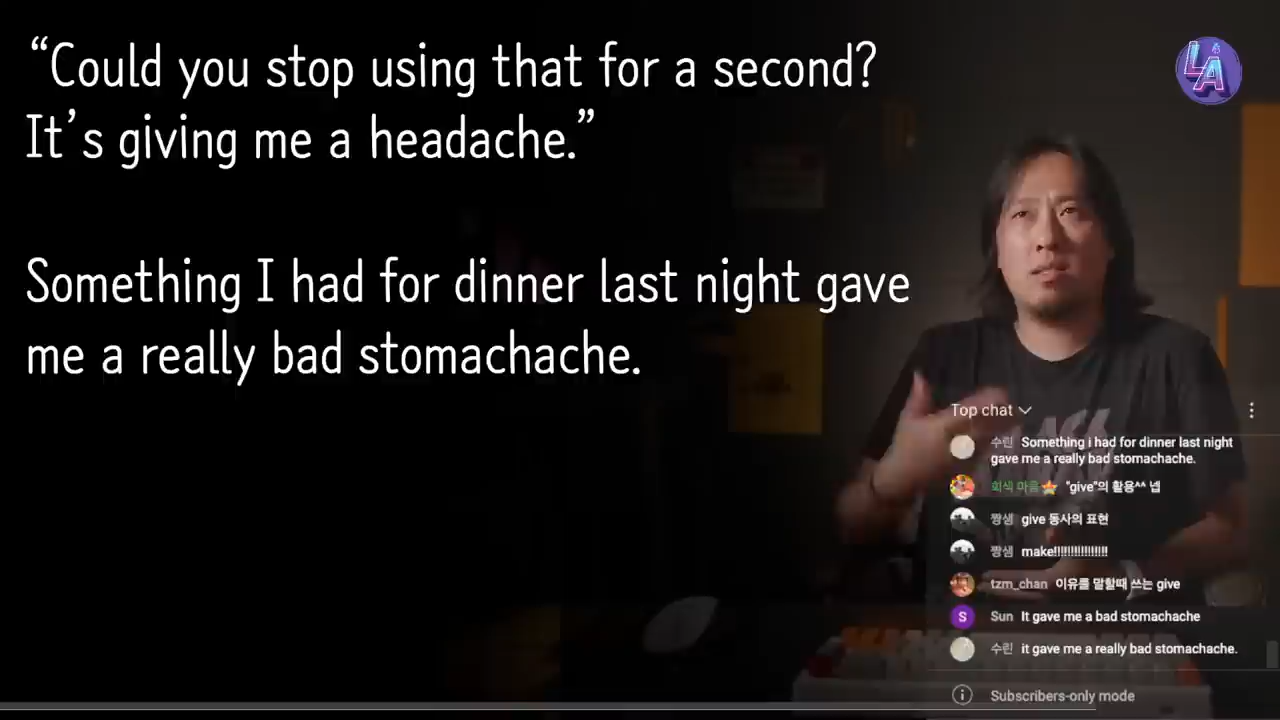 “Could you stop using that for a second?
It’s giving me a headache.”
Something I had for dinner last night gave
me a really bad stomachache.
LA
Top chat
수린 Something i had for dinner last night
gave me a really bad stomachache.
회식 마음 "give"의 활용^^ 넵
짱샘 give 동사의 표현
짱샘 make!!!!!!!!!!!!!!!!
tzm_chan 이유를 말할때 쓰는 give
S Sun It gave me a bad stomachache
수린 it gave me a really bad stomachache.
Subscribers-only mode